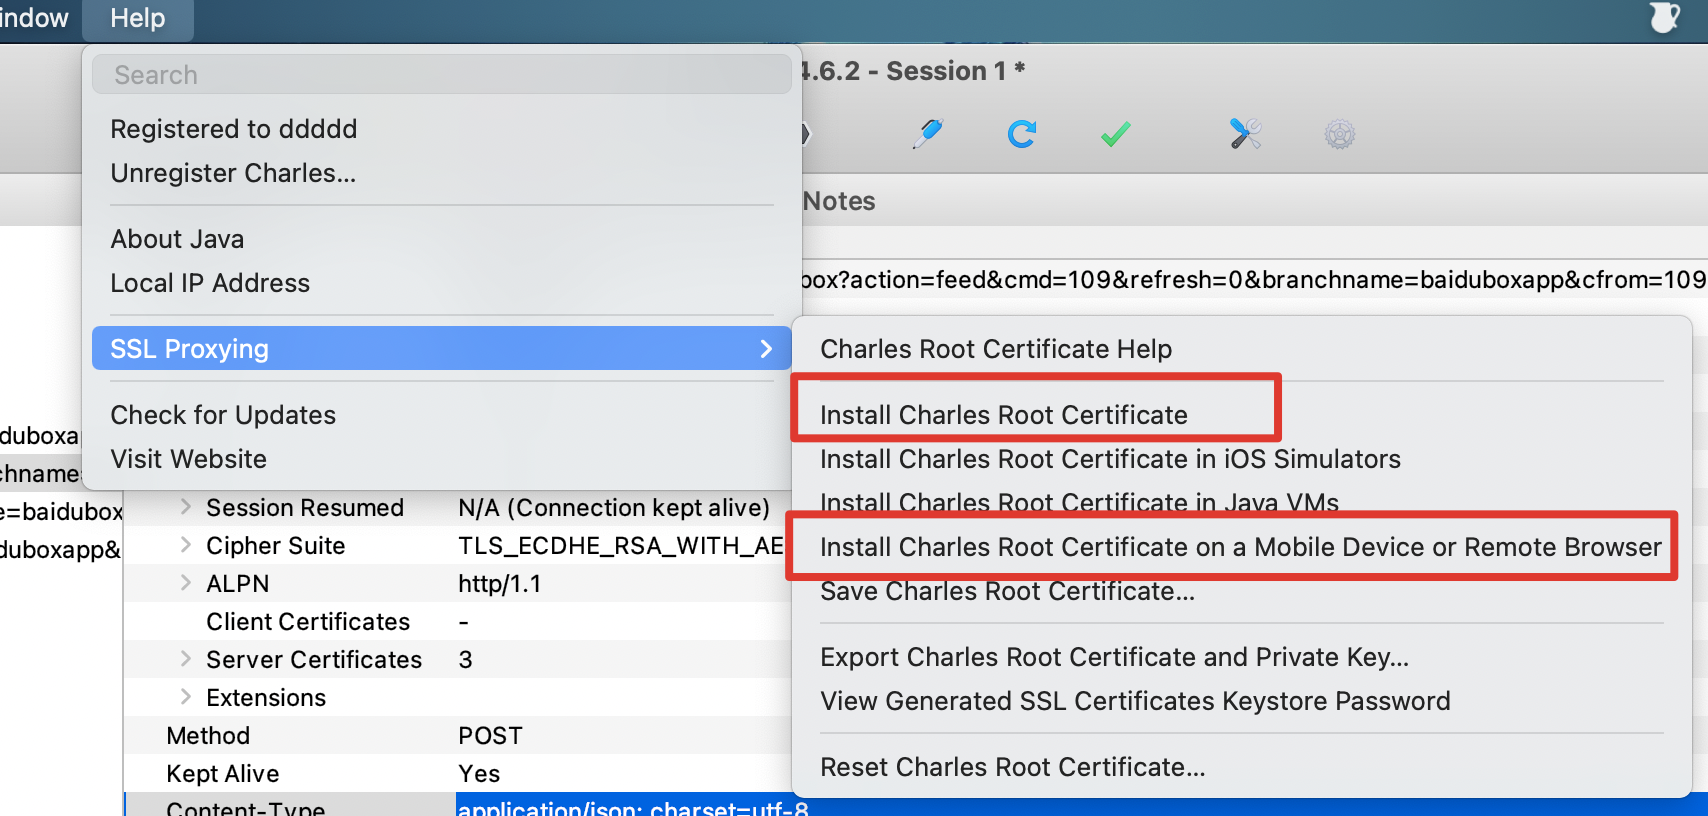 indow Help
Search
4.6.2 - Session 1 *
Registered to ddddd
Unregister Charles...
Notes
About Java
Local IP Address
box?action=feed&cmd=109&refresh=0&branchname=baiduboxapp&cfrom=109
SSL Proxying
Charles Root Certificate Help
Check for Updates
Visit Website
Install Charles Root Certificate
Install Charles Root Certificate in iOS Simulators
Install Charles Root Certificate in Java VMs
Install Charles Root Certificate on a Mobile Device or Remote Browser
Save Charles Root Certificate...
Export Charles Root Certificate and Private Key...
View Generated SSL Certificates Keystore Password
Reset Charles Root Certificate...
duboxa
chname=
e=baidubox
duboxapp&
Session Resumed N/A (Connection kept alive)
Cipher Suite TLS_ECDHE_RSA_WITH_AE
ALPN http/1.1
Client Certificates -
Server Certificates 3
Extensions
Method POST
Kept Alive Yes
Content-Type application/json; charset=utf-8